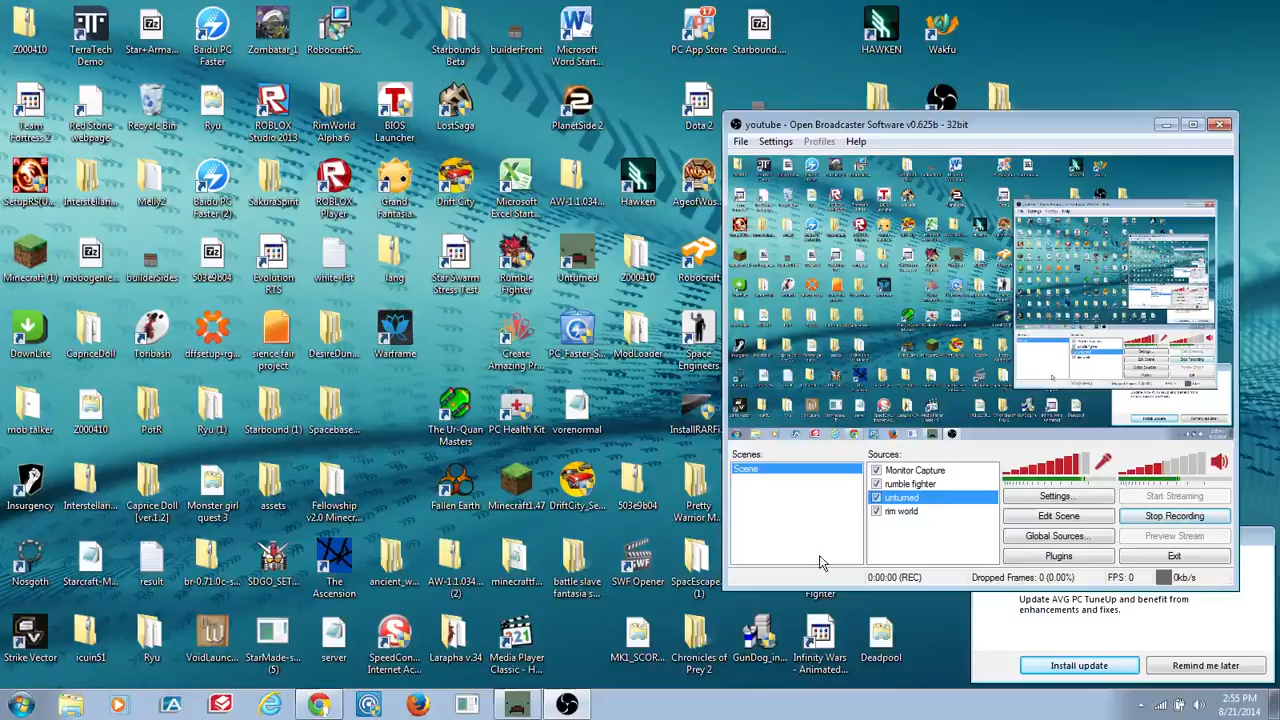 Z000410
TerraTech
Demo
Star+Arma...
Baidu PC
Faster
Zombatar_1
RobocraftS...
Starbounds
Beta
builderFront
Microsoft
Word Star...
PC App Store
Starbound....
HAWKEN
Wakfu
Team
Fortress 2
Red Stone
webpage
Recycle Bin
Ryu
ROBLOX
Studio 2013
RimWorld
Alpha 6
BIOS
Launcher
LostSaga
PlanetSide 2
Dota 2
SetupRS(U...
Interstellari...
Melly2
Baidu PC
Faster (2)
SakuraSpirit
ROBLOX
Player
Grand
Fantasia
Drift City
Microsoft
Excel Start...
AW-1.1.034...
Hawken
AgeofWus...
Minecraft (1)
mobogenie...
builderSides
503e9b04
Evolution
RTS
white_list
lang
StarSwarm
Stress Test
Rumble
Fighter
Unturned
Z000410
Robocraft
DownLite
CapriceDoll
Toribash
offsetup-rg...
sience fair
project
DesireDun...
Warframe
Create
Amazing Pr...
PC_Faster_S...
ModLoader
Space
Engineers
mob talker
Z000410
PotR
Ryu (1)
Starbound (1)
Spacebase...
The Ur-Quan
Masters
PC Health Kit
vorenormal
InstallRARFi...
Insurgency
Interstellari...
Caprice Doll
[ver.1.2]
Monster girl
quest 3
assets
Fellowship
v2.0 Minecr...
Fallen Earth
Minecraft1.47
DriftCity_Se...
503e9b04
Pretty
Warrior M...
Nosgoth
Starcraft-M...
result
br-0.71.0c-s...
SDGO_SET...
The
Ascension
ancient_w...
AW-1.1.034...
(2)
minecraftf...
battle slave
fantasia s...
SWF Opener
SpacEscape
(1)
Fighter
Strike Vector
icuin51
Ryu
VoidLaunc...
StarMade-s...
(5)
server
SpeedCon...
Internet Ac...
Larapha v.34
Media Player
Classic - H...
MK1_SCOR...
Chronicles of
Prey 2
GunDog_in...
Infinity Wars
- Animated...
Deadpool
youtube - Open Broadcaster Software v0.625b - 32bit
File Settings Profiles Help
Scenes:
Scene
Sources:
Monitor Capture
rumble fighter
unturned
rim world
Settings...
Start Streaming
Edit Scene
Stop Recording
Global Sources...
Preview Stream
Plugins
Exit
0:00:00 (REC)
Dropped Frames: 0 (0.00%)
FPS: 0
0kb/s
Update AVG PC TuneUp and benefit from
enhancements and fixes.
Install update
Remind me later
2:55 PM
8/21/2014